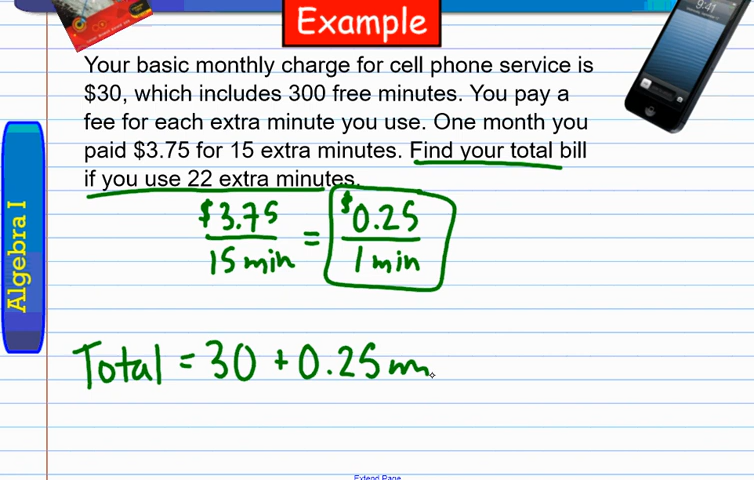 Example
9:41
Your basic monthly charge for cell phone service is
$30, which includes 300 free minutes. You pay a
fee for each extra minute you use. One month you
paid $3.75 for 15 extra minutes. Find your total bill
if you use 22 extra minutes.
Algebra I
$3.75 / 15 min = $0.25 / 1 min
Total = 30 + 0.25 m
Extend Page